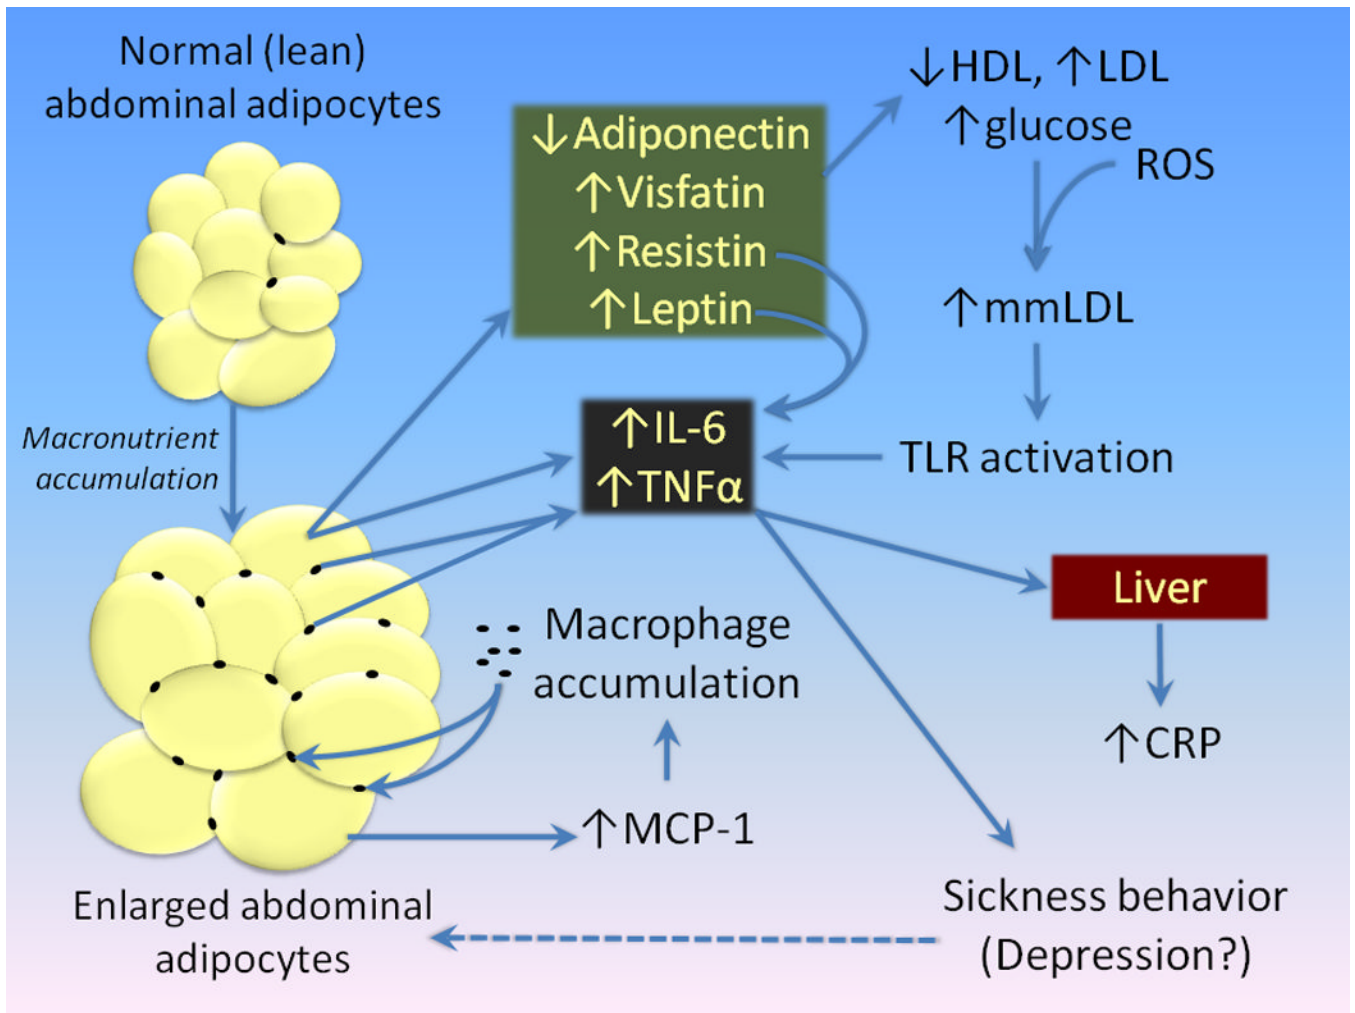 Normal (lean)
abdominal adipocytes
Macronutrient
accumulation
↓Adiponectin
↑Visfatin
↑Resistin
↑Leptin
↓HDL, ↑LDL
↑glucose
ROS
↑mmLDL
TLR activation
↑IL-6
↑TNFα
Liver
↑CRP
Macrophage
accumulation
↑MCP-1
Enlarged abdominal
adipocytes
Sickness behavior
(Depression?)